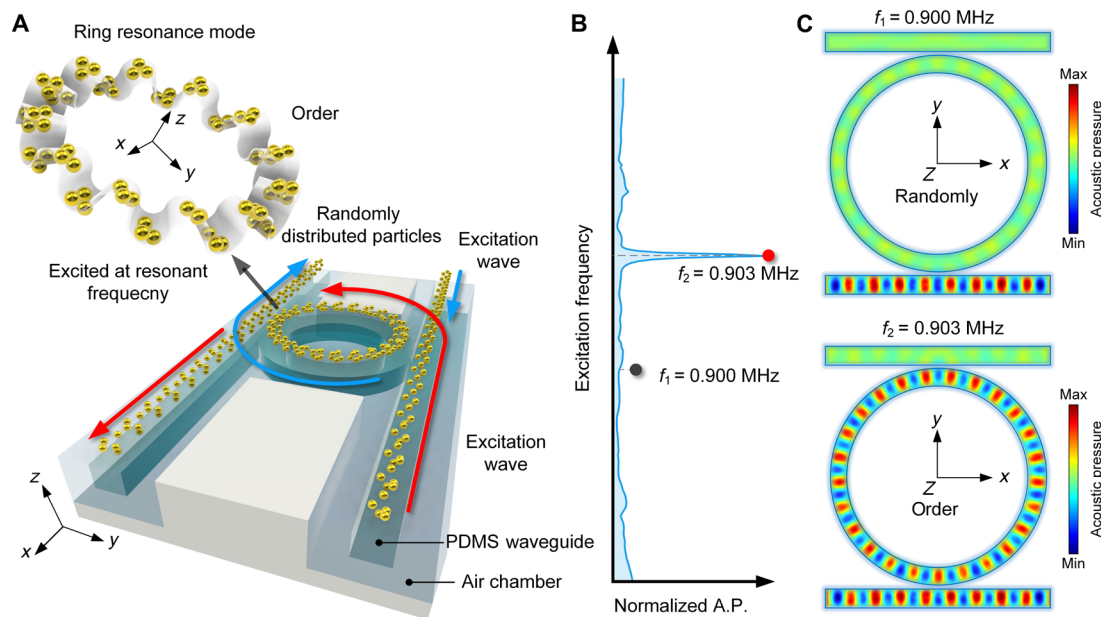 A
Ring resonance mode
Order
z
x
y
Randomly
distributed particles
Excitation
wave
Excited at resonant
frequecny
Excitation
wave
PDMS waveguide
Air chamber
z
x
y
B
Excitation frequency
f2 = 0.903 MHz
f1 = 0.900 MHz
Normalized A.P.
C
f1 = 0.900 MHz
y
x
Z
Randomly
Max
Acoustic pressure
Min
f2 = 0.903 MHz
y
x
Z
Order
Max
Acoustic pressure
Min